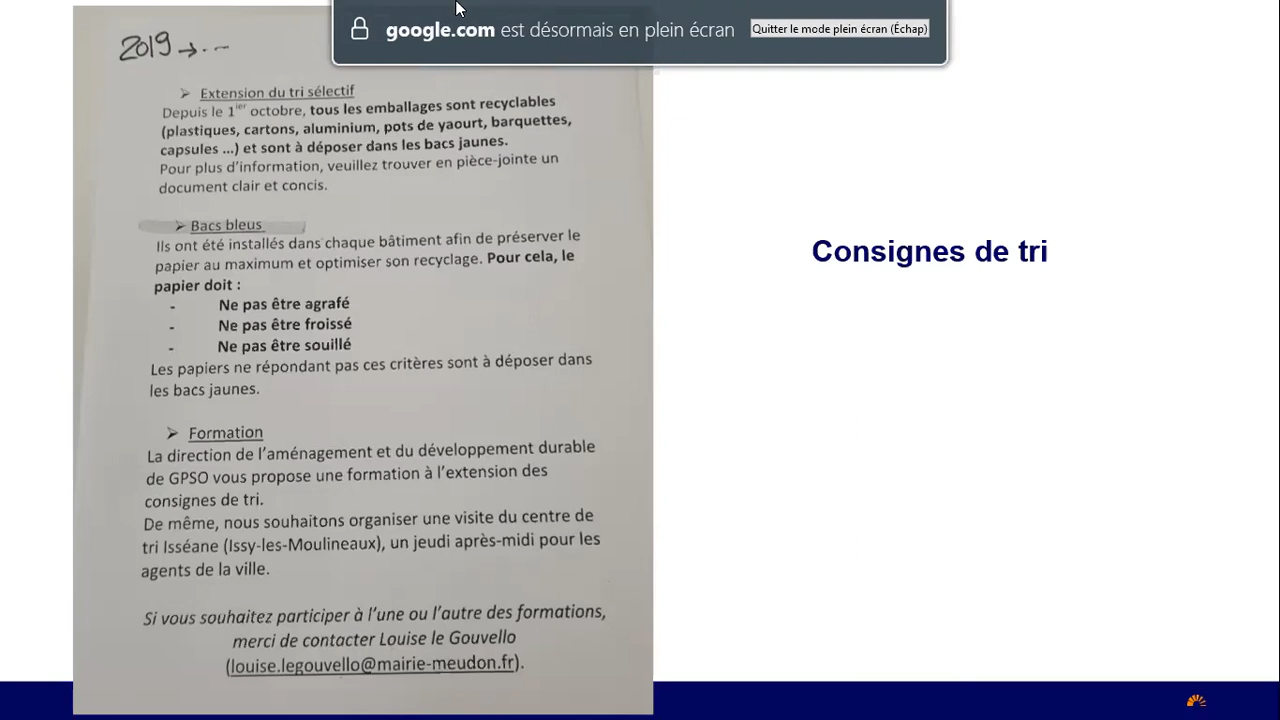 google.com est désormais en plein écran
Quitter le mode plein écran (Échap)
2019 → . --
➢ Extension du tri sélectif
Depuis le 1ier octobre, tous les emballages sont recyclables
(plastiques, cartons, aluminium, pots de yaourt, barquettes,
capsules ...) et sont à déposer dans les bacs jaunes.
Pour plus d'information, veuillez trouver en pièce-jointe un
document clair et concis.
➢ Bacs bleus
Ils ont été installés dans chaque bâtiment afin de préserver le
papier au maximum et optimiser son recyclage. Pour cela, le
papier doit :
- Ne pas être agrafé
- Ne pas être froissé
- Ne pas être souillé
Les papiers ne répondant pas ces critères sont à déposer dans
les bacs jaunes.
➢ Formation
La direction de l'aménagement et du développement durable
de GPSO vous propose une formation à l'extension des
consignes de tri.
De même, nous souhaitons organiser une visite du centre de
tri Isséane (Issy-les-Moulineaux), un jeudi après-midi pour les
agents de la ville.
Si vous souhaitez participer à l'une ou l'autre des formations,
merci de contacter Louise le Gouvello
(louise.legouvello@mairie-meudon.fr).
Consignes de tri